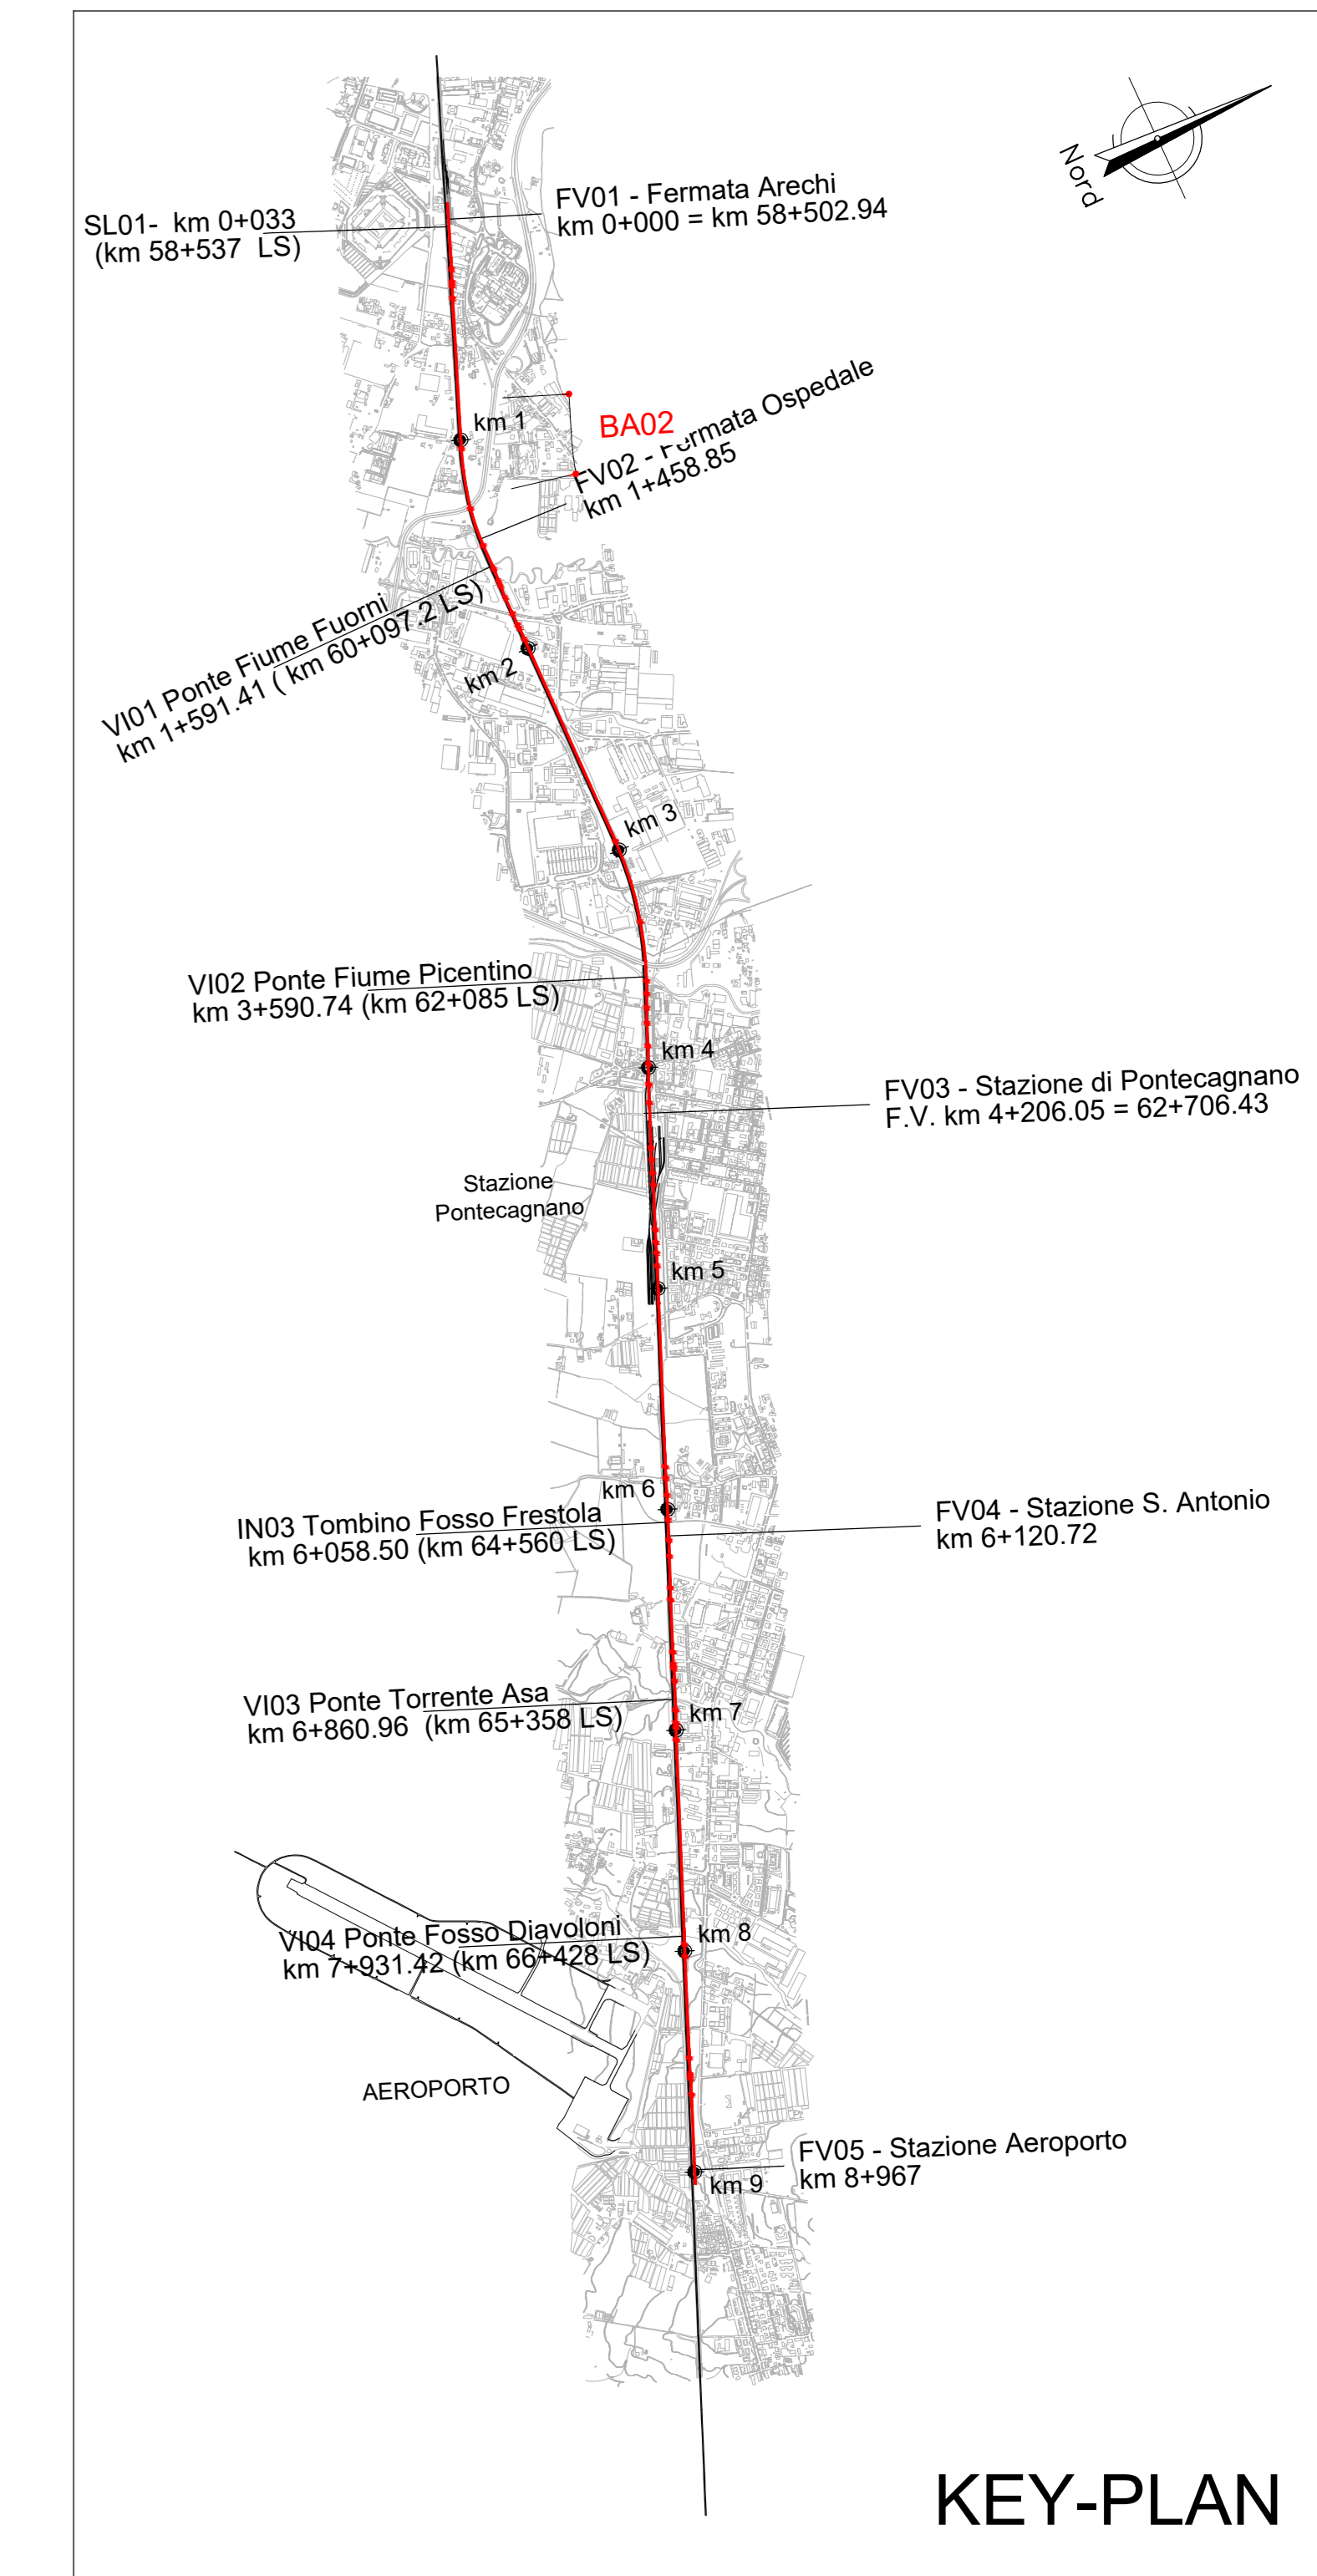 Nord
FV01 - Fermata Arechi
km 0+000 = km 58+502.94
SL01- km 0+033
(km 58+537 LS)
km 1
BA02
FV02 - Fermata Ospedale
km 1+458.85
VI01 Ponte Fiume Fuorni
km 1+591.41 ( km 60+097.2 LS)
km 2
km 3
VI02 Ponte Fiume Picentino
km 3+590.74 (km 62+085 LS)
km 4
FV03 - Stazione di Pontecagnano
F.V. km 4+206.05 = 62+706.43
Stazione
Pontecagnano
km 5
km 6
IN03 Tombino Fosso Frestola
km 6+058.50 (km 64+560 LS)
FV04 - Stazione S. Antonio
km 6+120.72
VI03 Ponte Torrente Asa
km 6+860.96 (km 65+358 LS)
km 7
VI04 Ponte Fosso Diavoloni
km 7+931.42 (km 66+428 LS)
km 8
AEROPORTO
FV05 - Stazione Aeroporto
km 8+967
km 9
KEY-PLAN